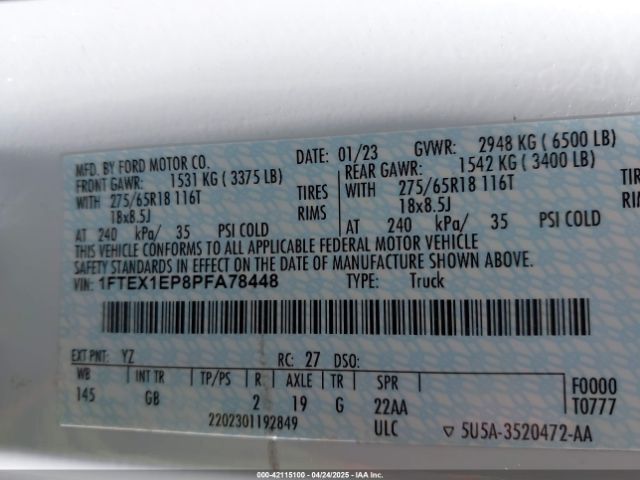 MFD. BY FORD MOTOR CO. DATE: 01/23 GVWR: 2948 KG ( 6500 LB)
FRONT GAWR: 1531 KG ( 3375 LB) REAR GAWR: 1542 KG ( 3400 LB)
WITH 275/65R18 116T TIRES WITH 275/65R18 116T TIRES
18x8.5J RIMS 18x8.5J RIMS
AT 240 kPa/ 35 PSI COLD AT 240 kPa/ 35 PSI COLD
THIS VEHICLE CONFORMS TO ALL APPLICABLE FEDERAL MOTOR VEHICLE
SAFETY STANDARDS IN EFFECT ON THE DATE OF MANUFACTURE SHOWN ABOVE.
VIN: 1FTEX1EP8PFA78448 TYPE: Truck
EXT PNT: YZ RC: 27 DSO:
WB INT TR TP/PS R AXLE TR SPR F0000
145 GB 2 19 G 22AA T0777
2202301192849 ULC ▽ 5U5A-3520472-AA
000-42115100 - 04/24/2025 - IAA Inc.